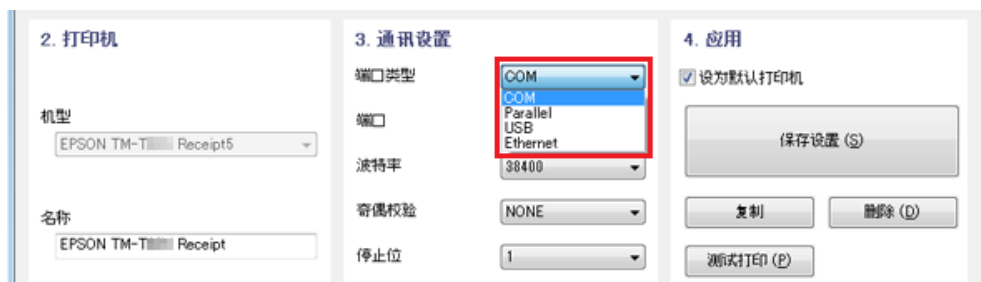 2. 打印机
机型
EPSON TM-T Receipt5
名称
EPSON TM-T Receipt
3. 通讯设置
端口类型
COM
COM
Parallel
USB
Ethernet
端口
波特率
38400
奇偶校验
NONE
停止位
1
4. 应用
设为默认打印机
保存设置 (S)
复制
删除 (D)
测试打印 (P)